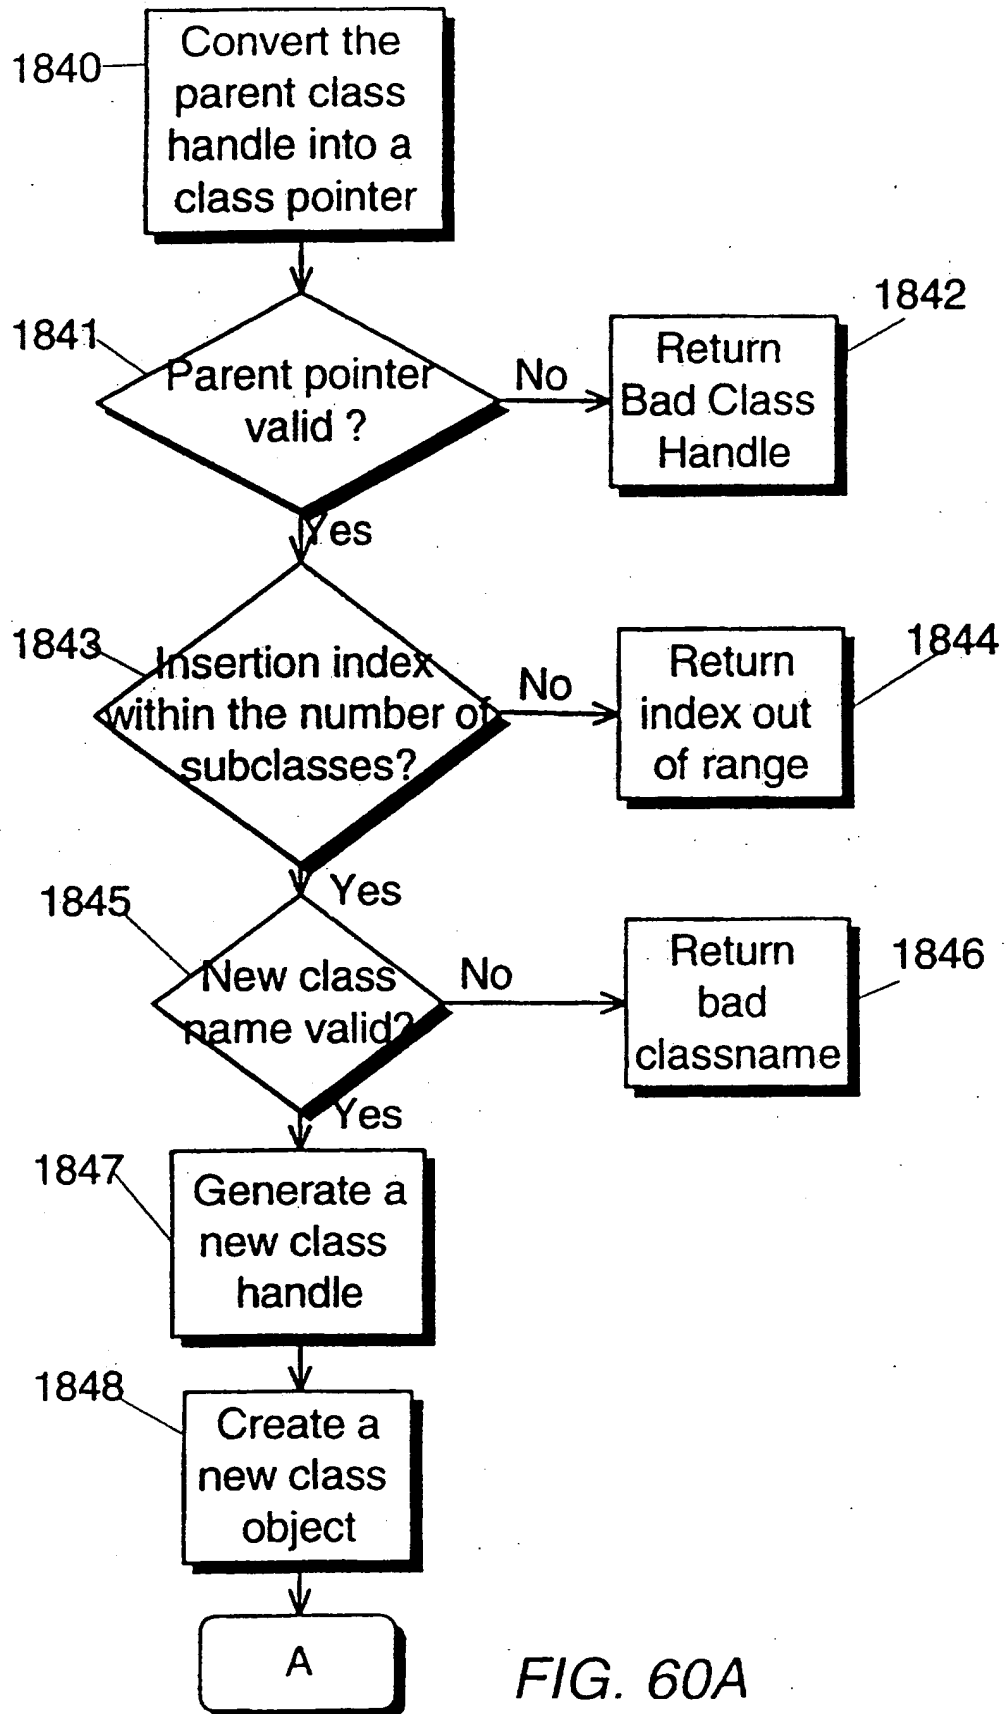 1840
Convert the
parent class
handle into a
class pointer
1841
Parent pointer
valid ?
No
1842
Return
Bad Class
Handle
Yes
1843
Insertion index
within the number of
subclasses?
No
1844
Return
index out
of range
Yes
1845
New class
name valid?
No
1846
Return
bad
classname
Yes
1847
Generate a
new class
handle
1848
Create a
new class
object
A
FIG. 60A